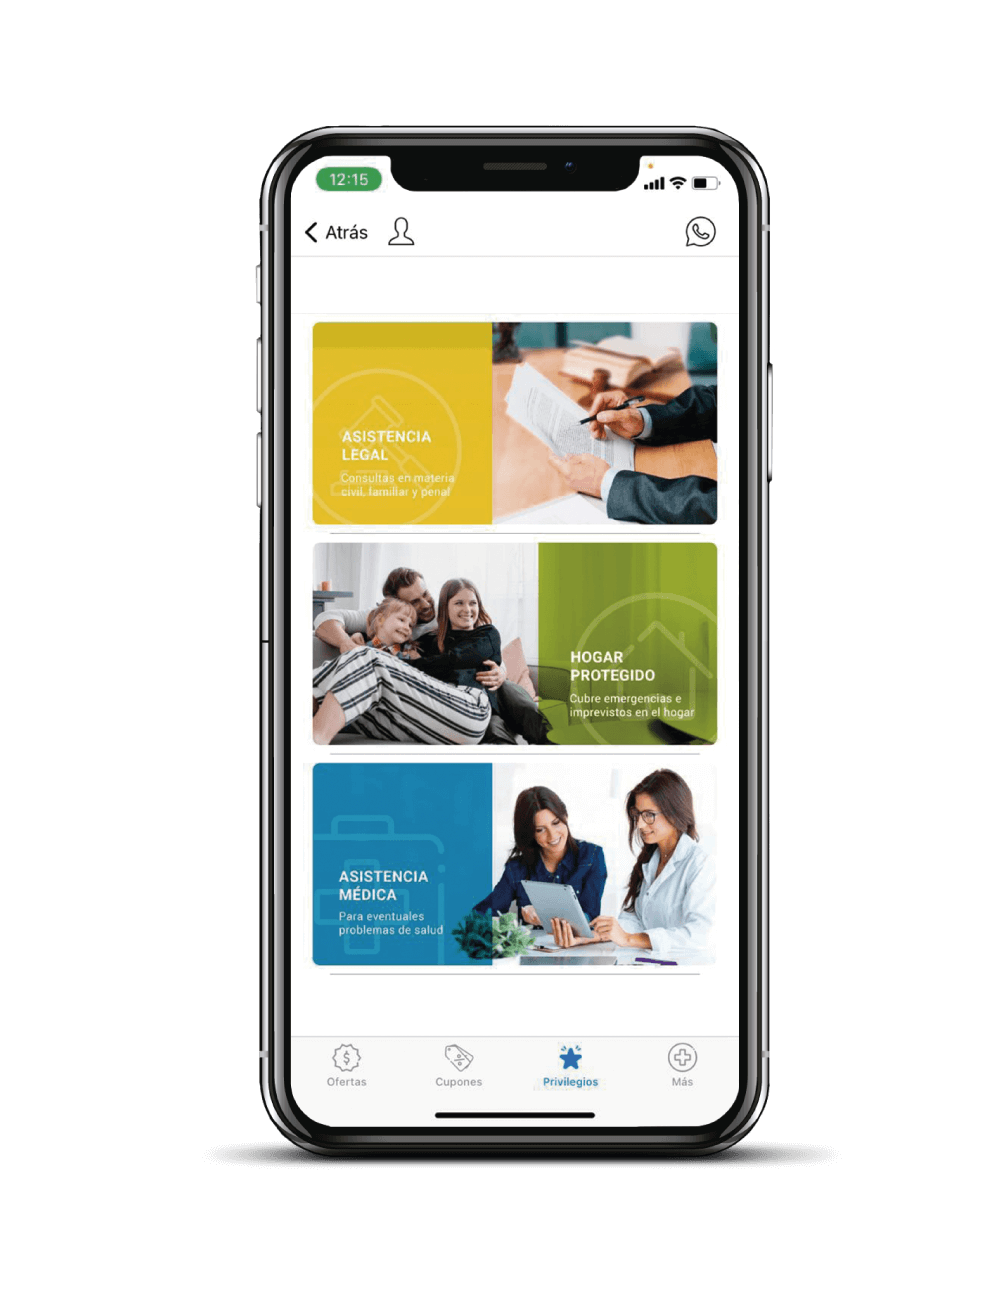 12:15
Atrás
ASISTENCIA
LEGAL
Consultas en materia
civil, familiar y penal
HOGAR
PROTEGIDO
Cubre emergencias e
imprevistos en el hogar
ASISTENCIA
MÉDICA
Para eventuales
problemas de salud
Ofertas
Cupones
Privilegios
Más